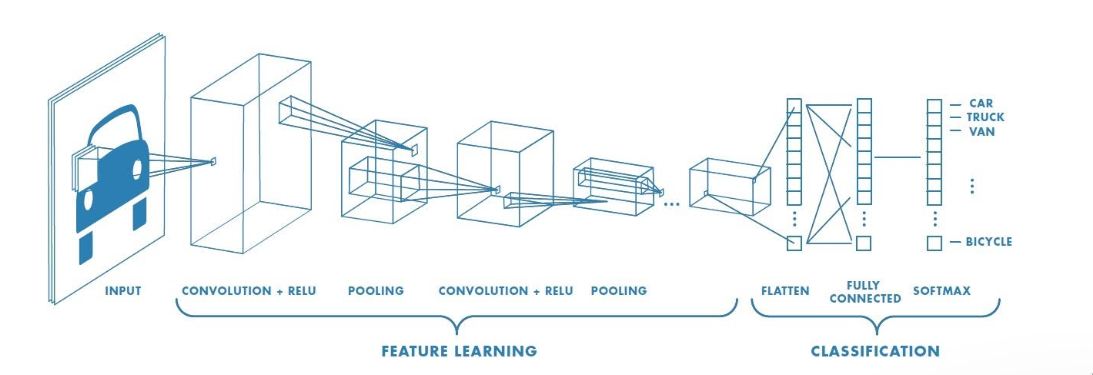 CAR
TRUCK
VAN
BICYCLE
INPUT
CONVOLUTION + RELU
POOLING
CONVOLUTION + RELU
POOLING
FLATTEN
FULLY
CONNECTED
SOFTMAX
FEATURE LEARNING
CLASSIFICATION